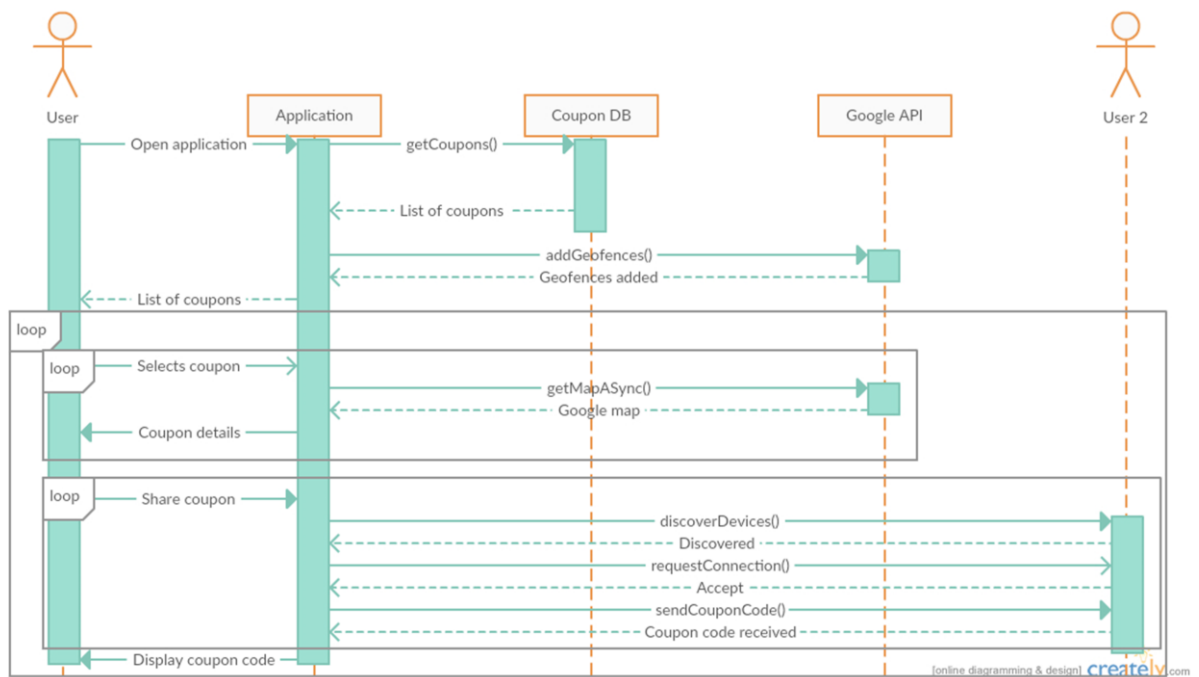 User
Application
Coupon DB
Google API
User 2
Open application
getCoupons()
List of coupons
addGeofences()
Geofences added
List of coupons
loop
loop
Selects coupon
getMapASync()
Google map
Coupon details
loop
Share coupon
discoverDevices()
Discovered
requestConnection()
Accept
sendCouponCode()
Coupon code received
Display coupon code
[online diagramming & design] creately.com